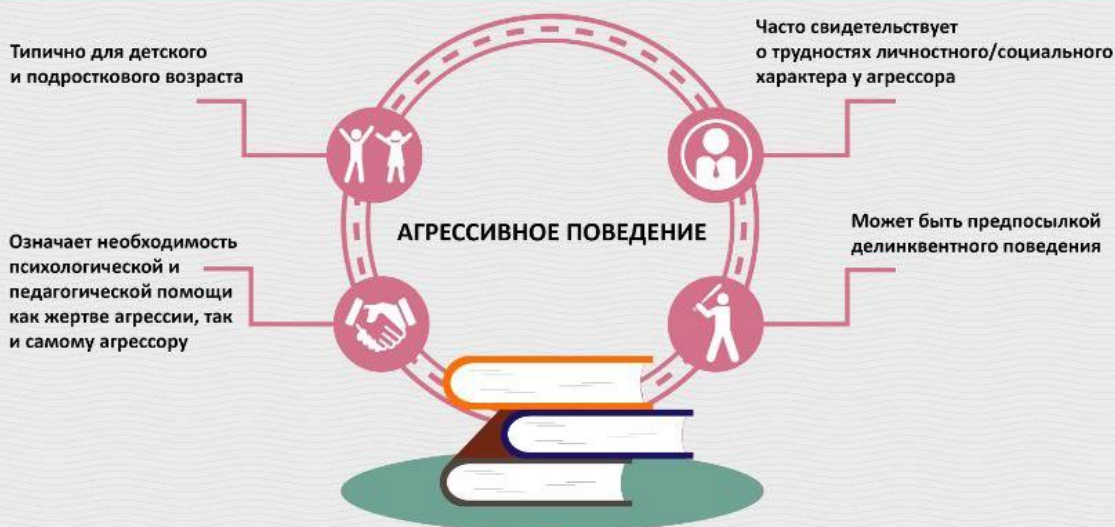 Типично для детского
и подросткового возраста
Часто свидетельствует
о трудностях личностного/социального
характера у агрессора
АГРЕССИВНОЕ ПОВЕДЕНИЕ
Означает необходимость
психологической и
педагогической помощи
как жертве агрессии, так
и самому агрессору
Может быть предпосылкой
делинквентного поведения